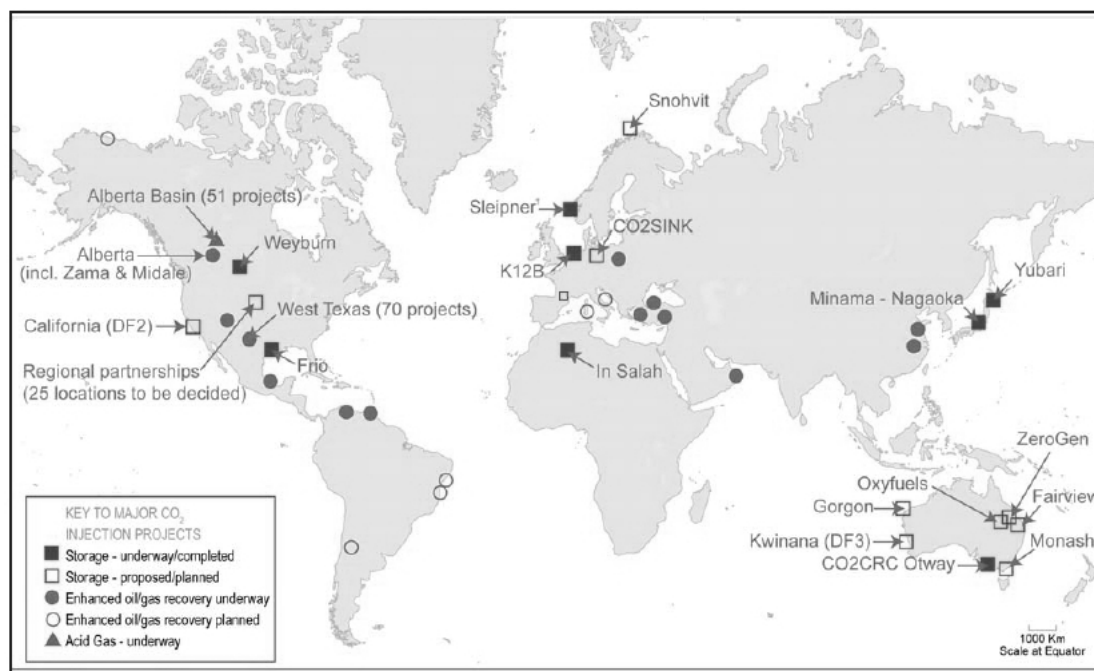 Snohvit
Alberta Basin (51 projects)
Sleipner
CO2SINK
Alberta
(incl. Zama & Midale)
Weyburn
K12B
Yubari
Minama - Nagaoka
West Texas (70 projects)
California (DF2)
Regional partnerships
(25 locations to be decided)
Frio
In Salah
ZeroGen
Oxyfuels
Fairview
Gorgon
Kwinana (DF3)
Monash
CO2CRC Otway
KEY TO MAJOR CO₂
INJECTION PROJECTS
Storage - underway/completed
Storage - proposed/planned
Enhanced oil/gas recovery underway
Enhanced oil/gas recovery planned
Acid Gas - underway
1000 Km
Scale at Equator